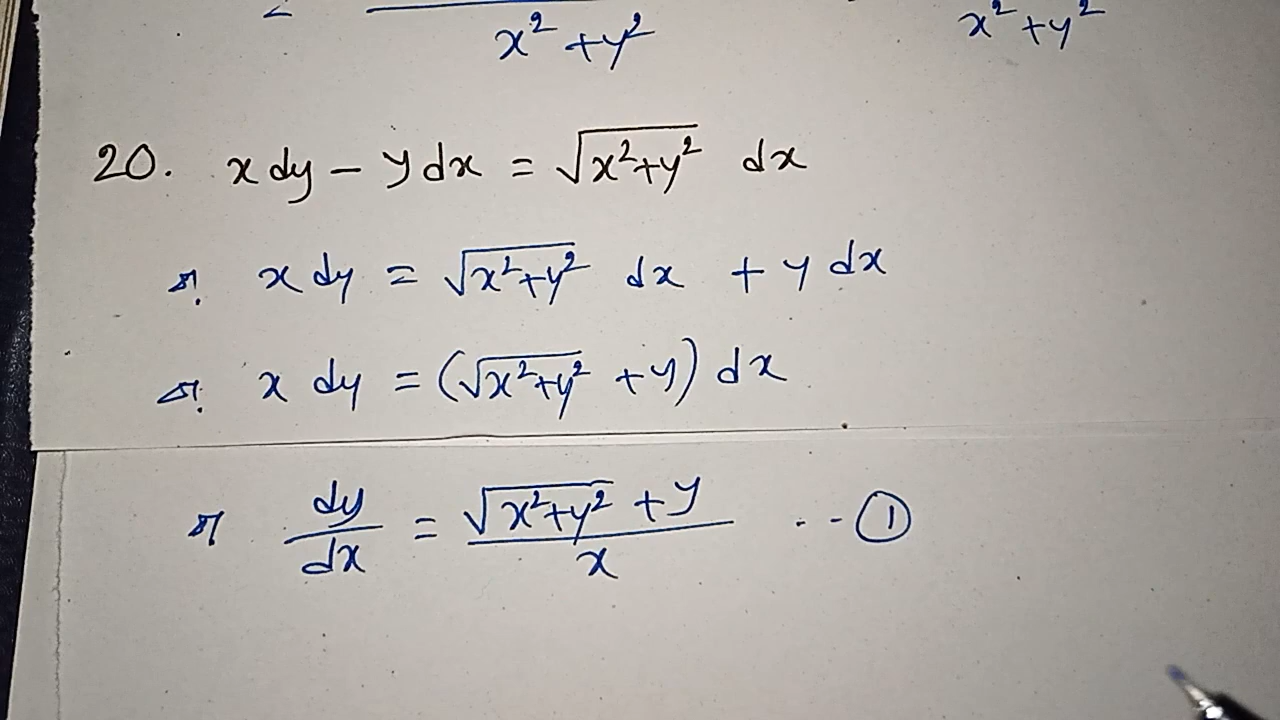 x² + y² x² + y²
20. x dy − y dx = √(x²+y²) dx
x dy = √(x²+y²) dx + y dx
x dy = (√(x²+y²) + y) dx
dy/dx = (√(x²+y²) + y)/x ... ①